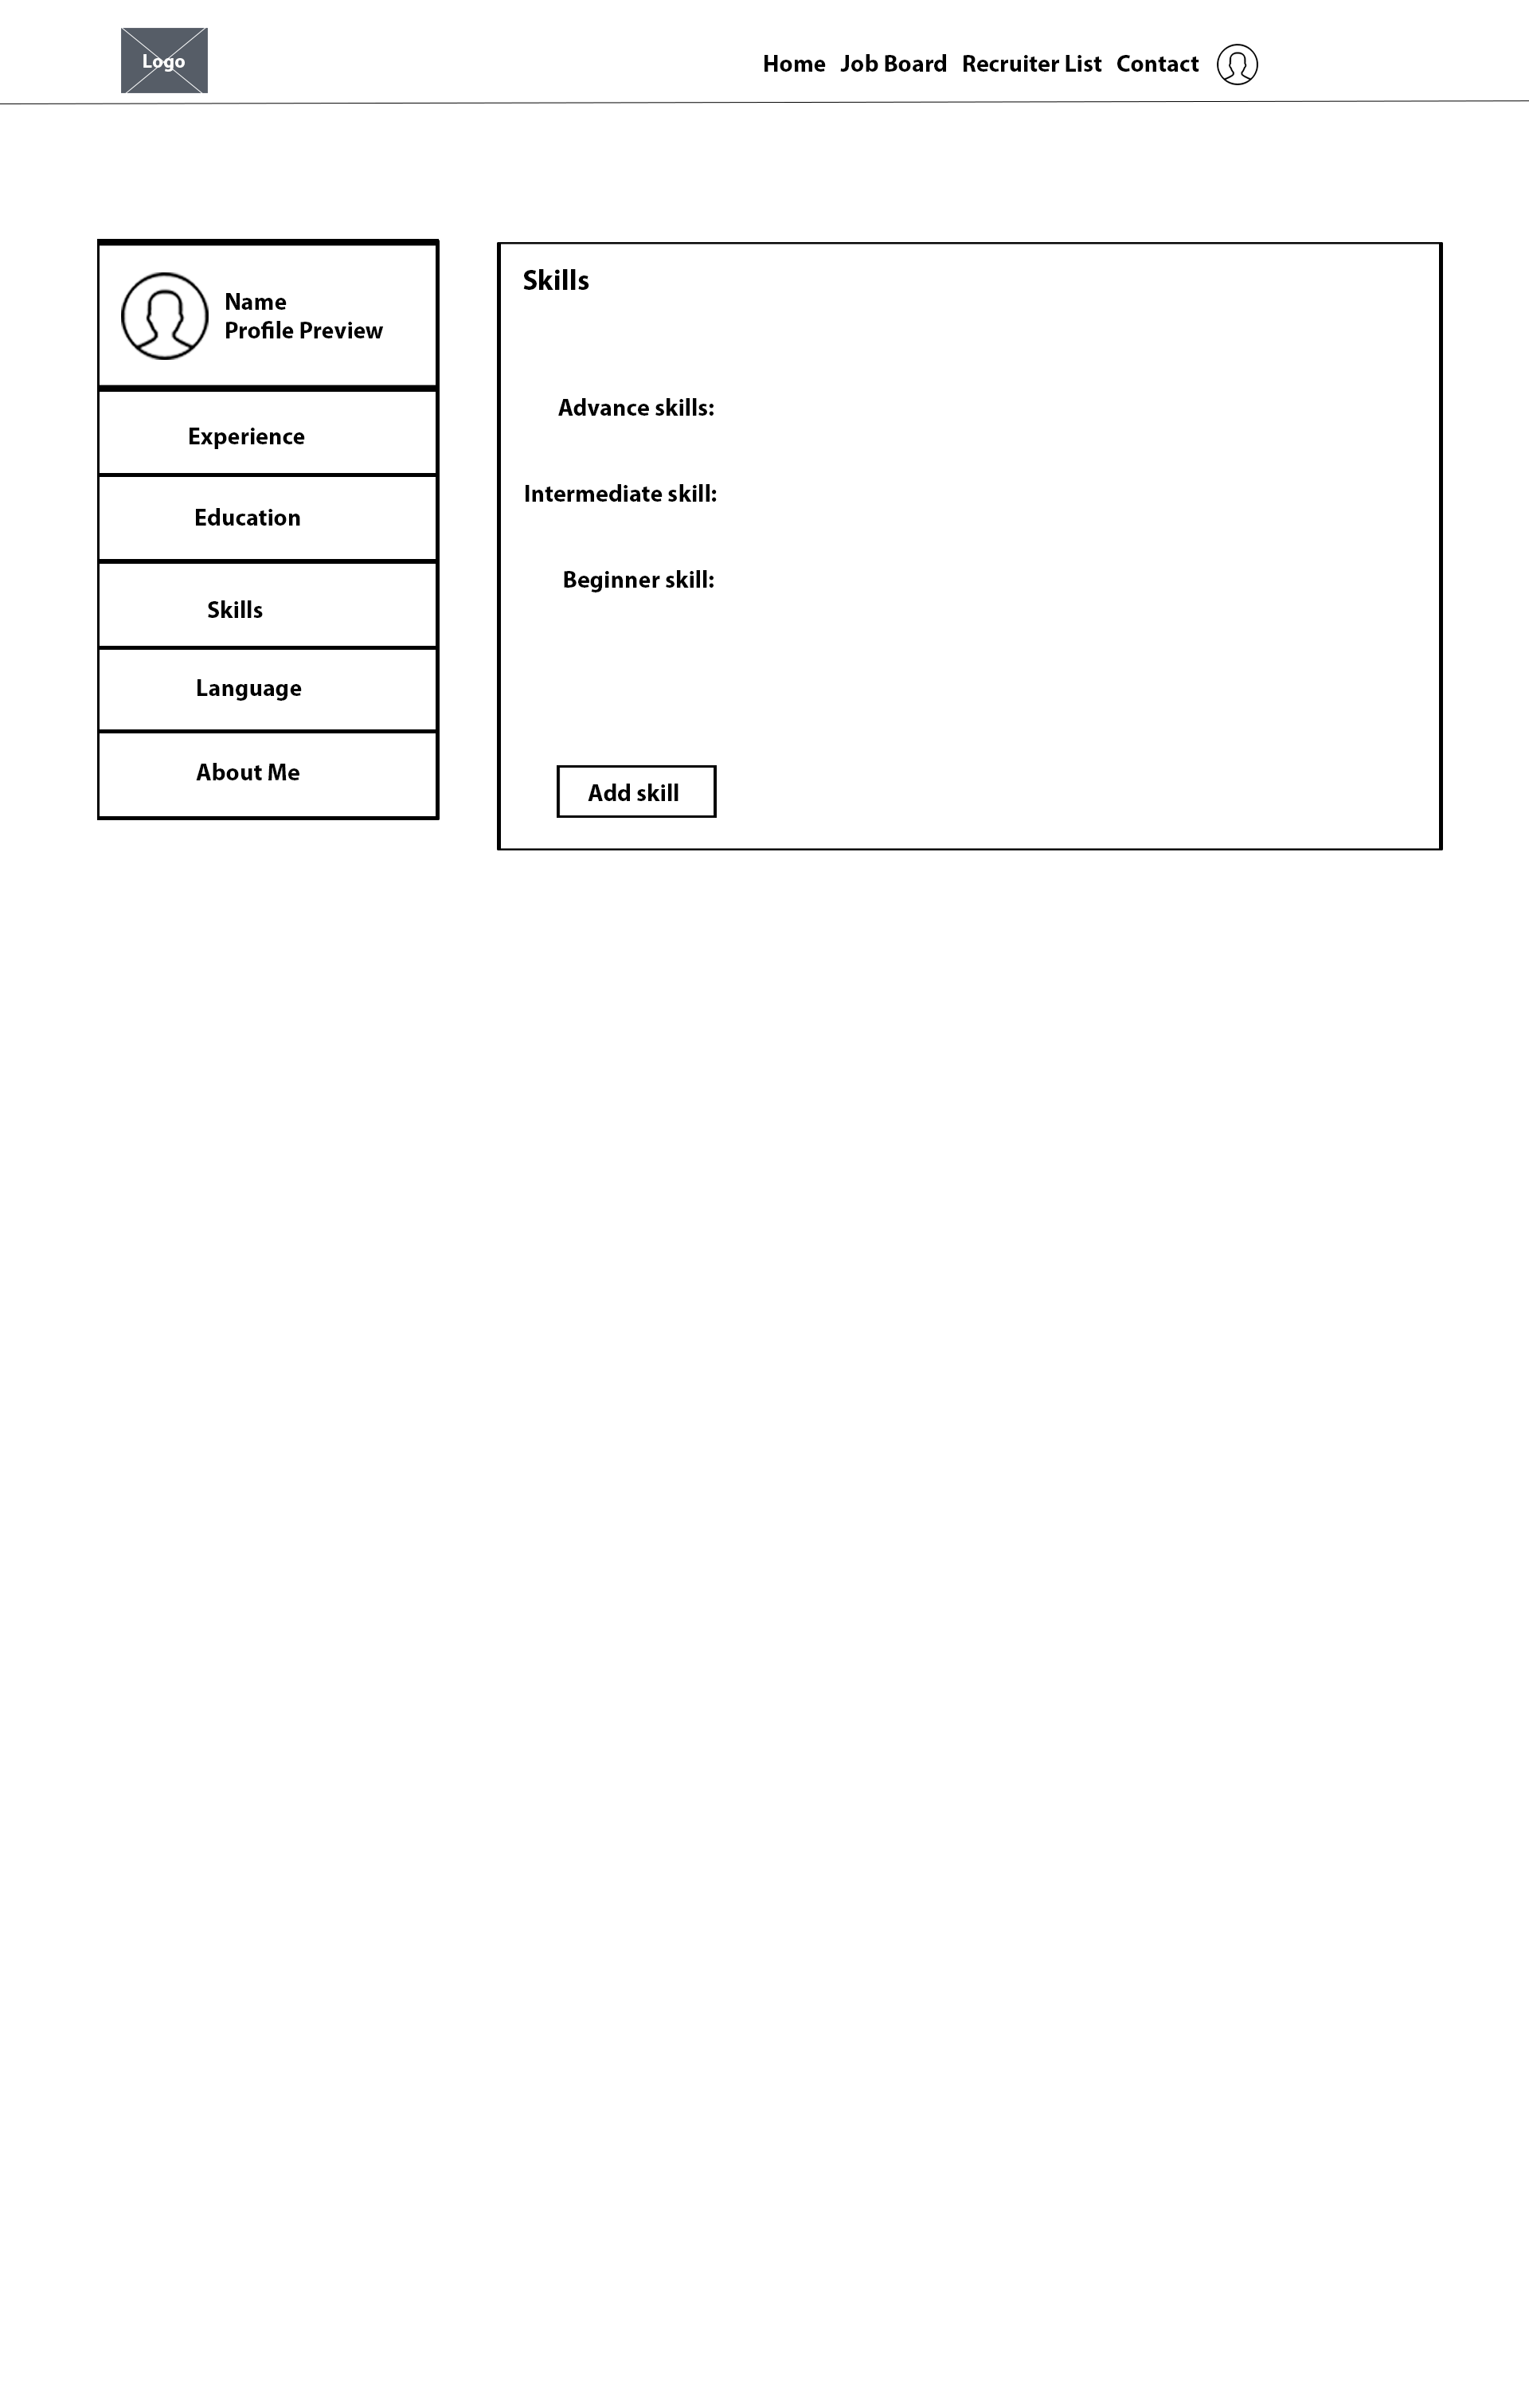 Logo
Home Job Board Recruiter List Contact
Name
Profile Preview
Experience
Education
Skills
Language
About Me
Skills
Advance skills:
Intermediate skill:
Beginner skill:
Add skill